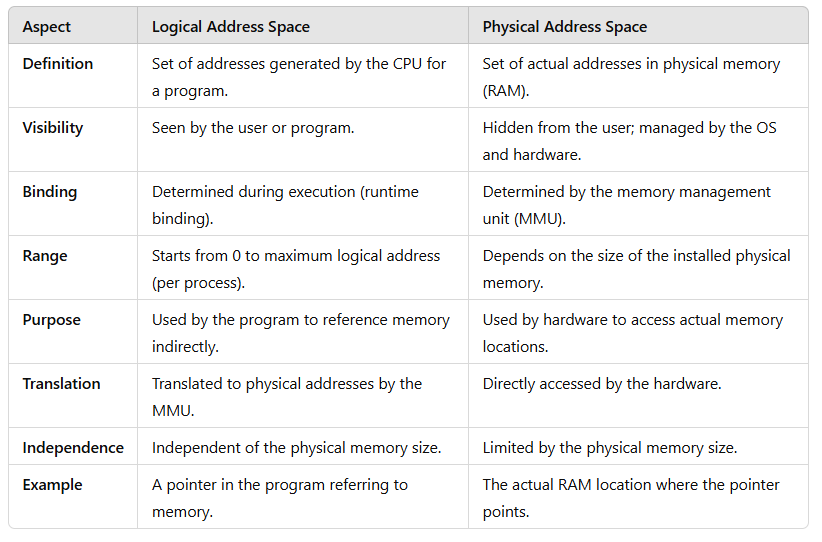 Aspect Logical Address Space Physical Address Space
Definition Set of addresses generated by the CPU for Set of actual addresses in physical memory
a program. (RAM).
Visibility Seen by the user or program. Hidden from the user; managed by the OS
and hardware.
Binding Determined during execution (runtime Determined by the memory management
binding). unit (MMU).
Range Starts from 0 to maximum logical address Depends on the size of the installed physical
(per process). memory.
Purpose Used by the program to reference memory Used by hardware to access actual memory
indirectly. locations.
Translation Translated to physical addresses by the Directly accessed by the hardware.
MMU.
Independence Independent of the physical memory size. Limited by the physical memory size.
Example A pointer in the program referring to The actual RAM location where the pointer
memory. points.